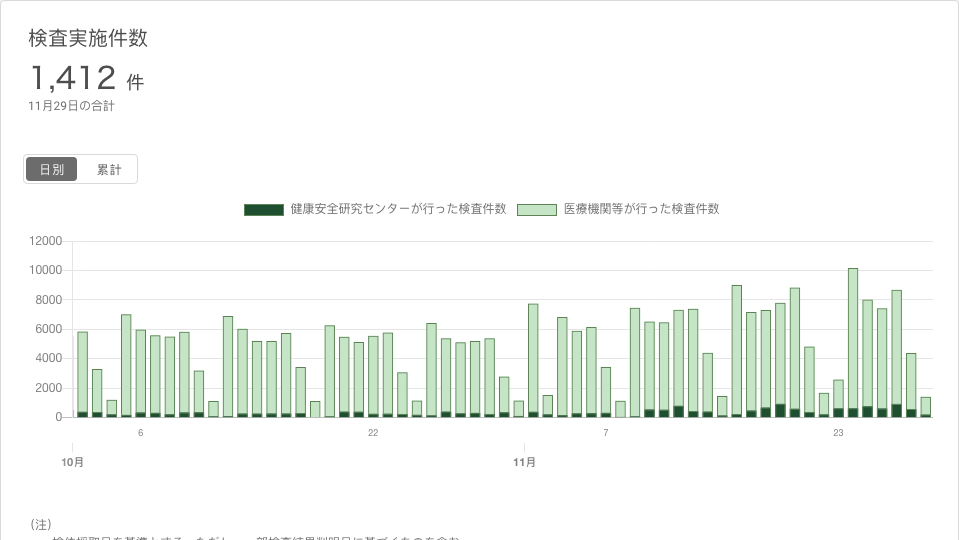 検査実施件数
1,412 件
11月29日の合計
日別 累計
健康安全研究センターが行った検査件数 医療機関等が行った検査件数
12000
10000
8000
6000
4000
2000
0
6 22 7 23
10月 11月
(注)